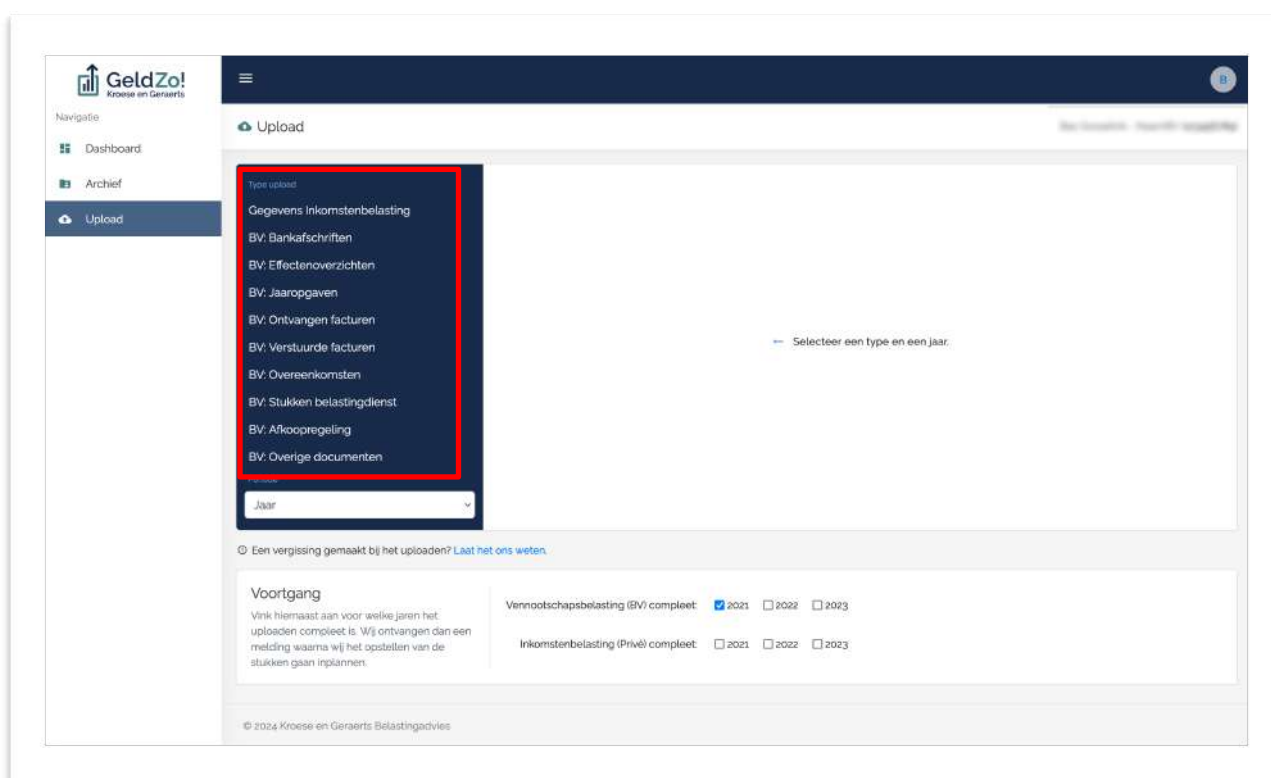 GeldZo!
Kroese en Geraerts
B
Navigatie
Dashboard
Archief
Upload
Upload
Type upload
Gegevens Inkomstenbelasting
BV: Bankafschriften
BV: Effectenoverzichten
BV: Jaaropgaven
BV: Ontvangen facturen
BV: Verstuurde facturen
BV: Overeenkomsten
BV: Stukken belastingdienst
BV: Afkoopregeling
BV: Overige documenten
Jaar
← Selecteer een type en een jaar.
Een vergissing gemaakt bij het uploaden? Laat het ons weten.
Voortgang
Vink hiernaast aan voor welke jaren het
uploaden compleet is. Wij ontvangen dan een
melding waarna wij het opstellen van de
stukken gaan inplannen.
Vennootschapsbelasting (BV) compleet: 2021 2022 2023
Inkomstenbelasting (Privé) compleet: 2021 2022 2023
© 2024 Kroese en Geraerts Belastingadvies